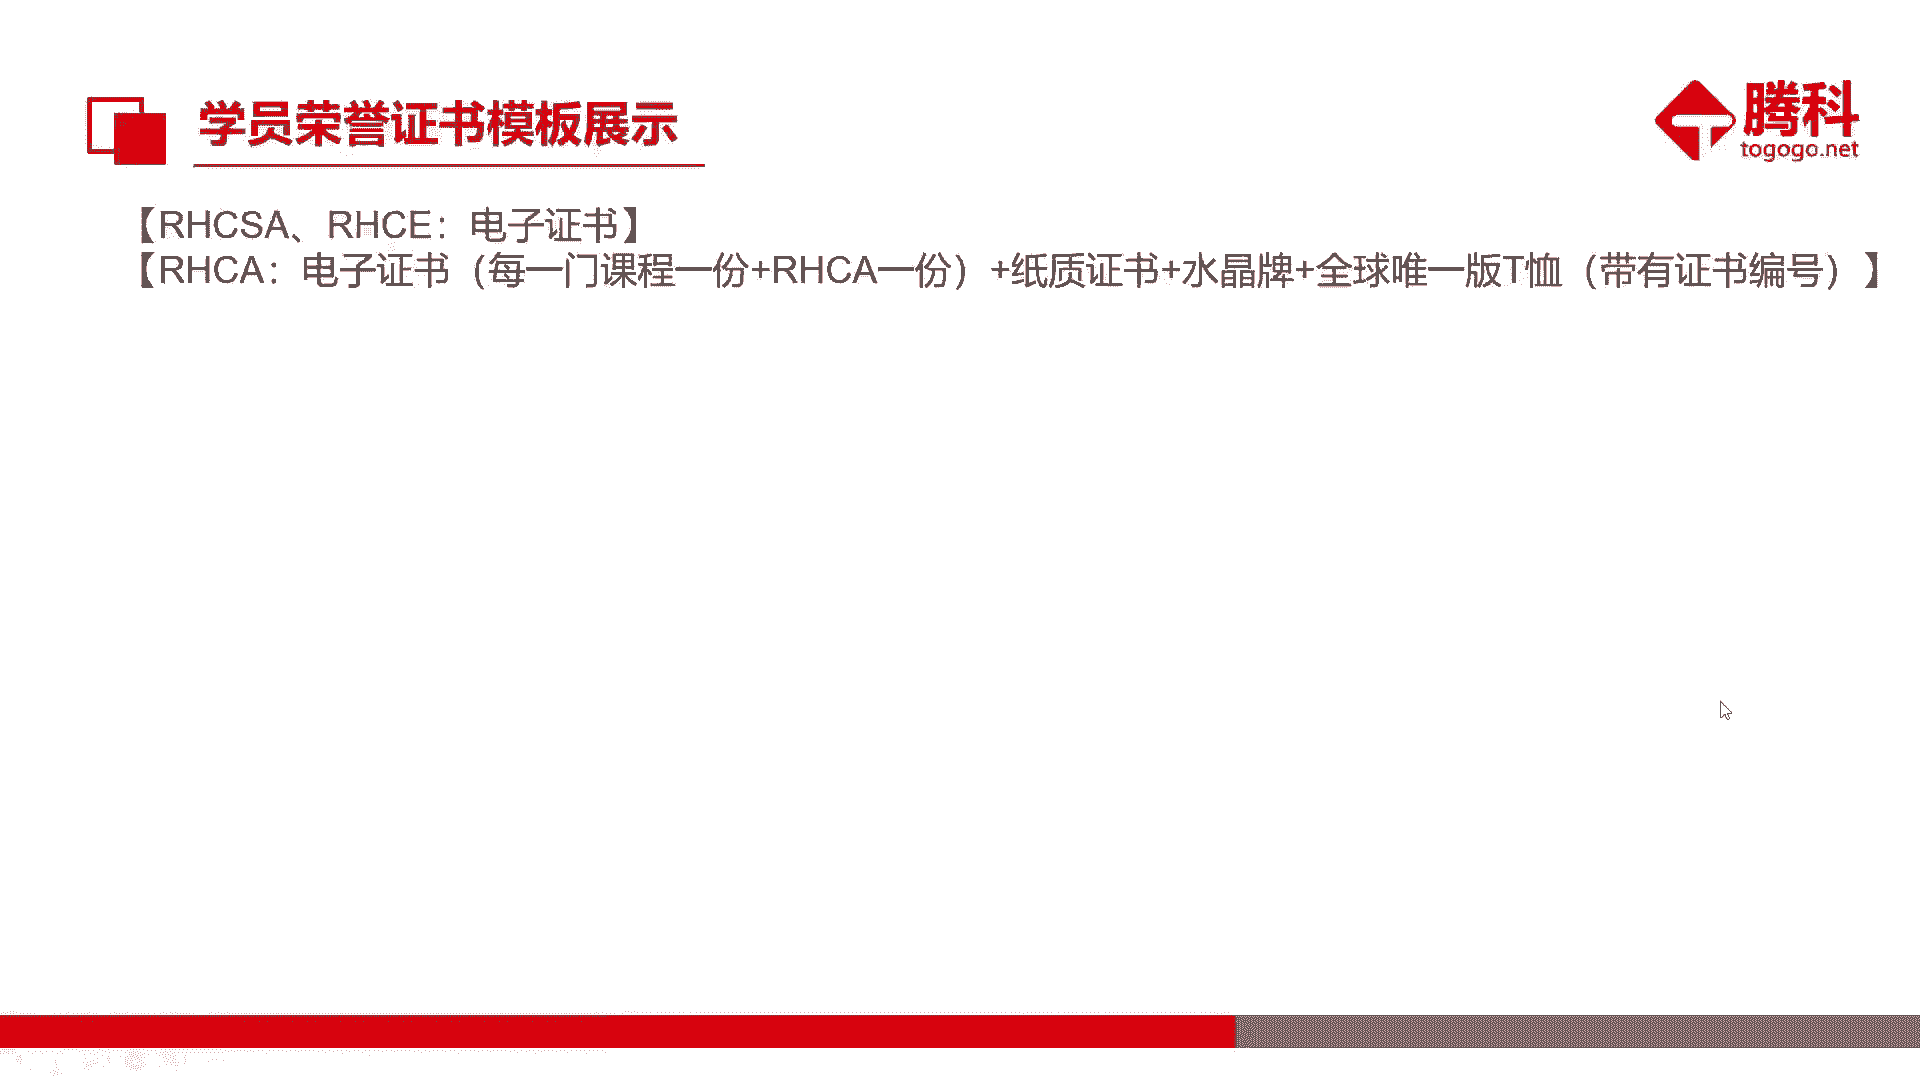 学员荣誉证书模板展示
腾科
togogo.net
【RHCSA、RHCE：电子证书】
【RHCA：电子证书（每一门课程一份+RHCA一份）+纸质证书+水晶牌+全球唯一版T恤（带有证书编号）】